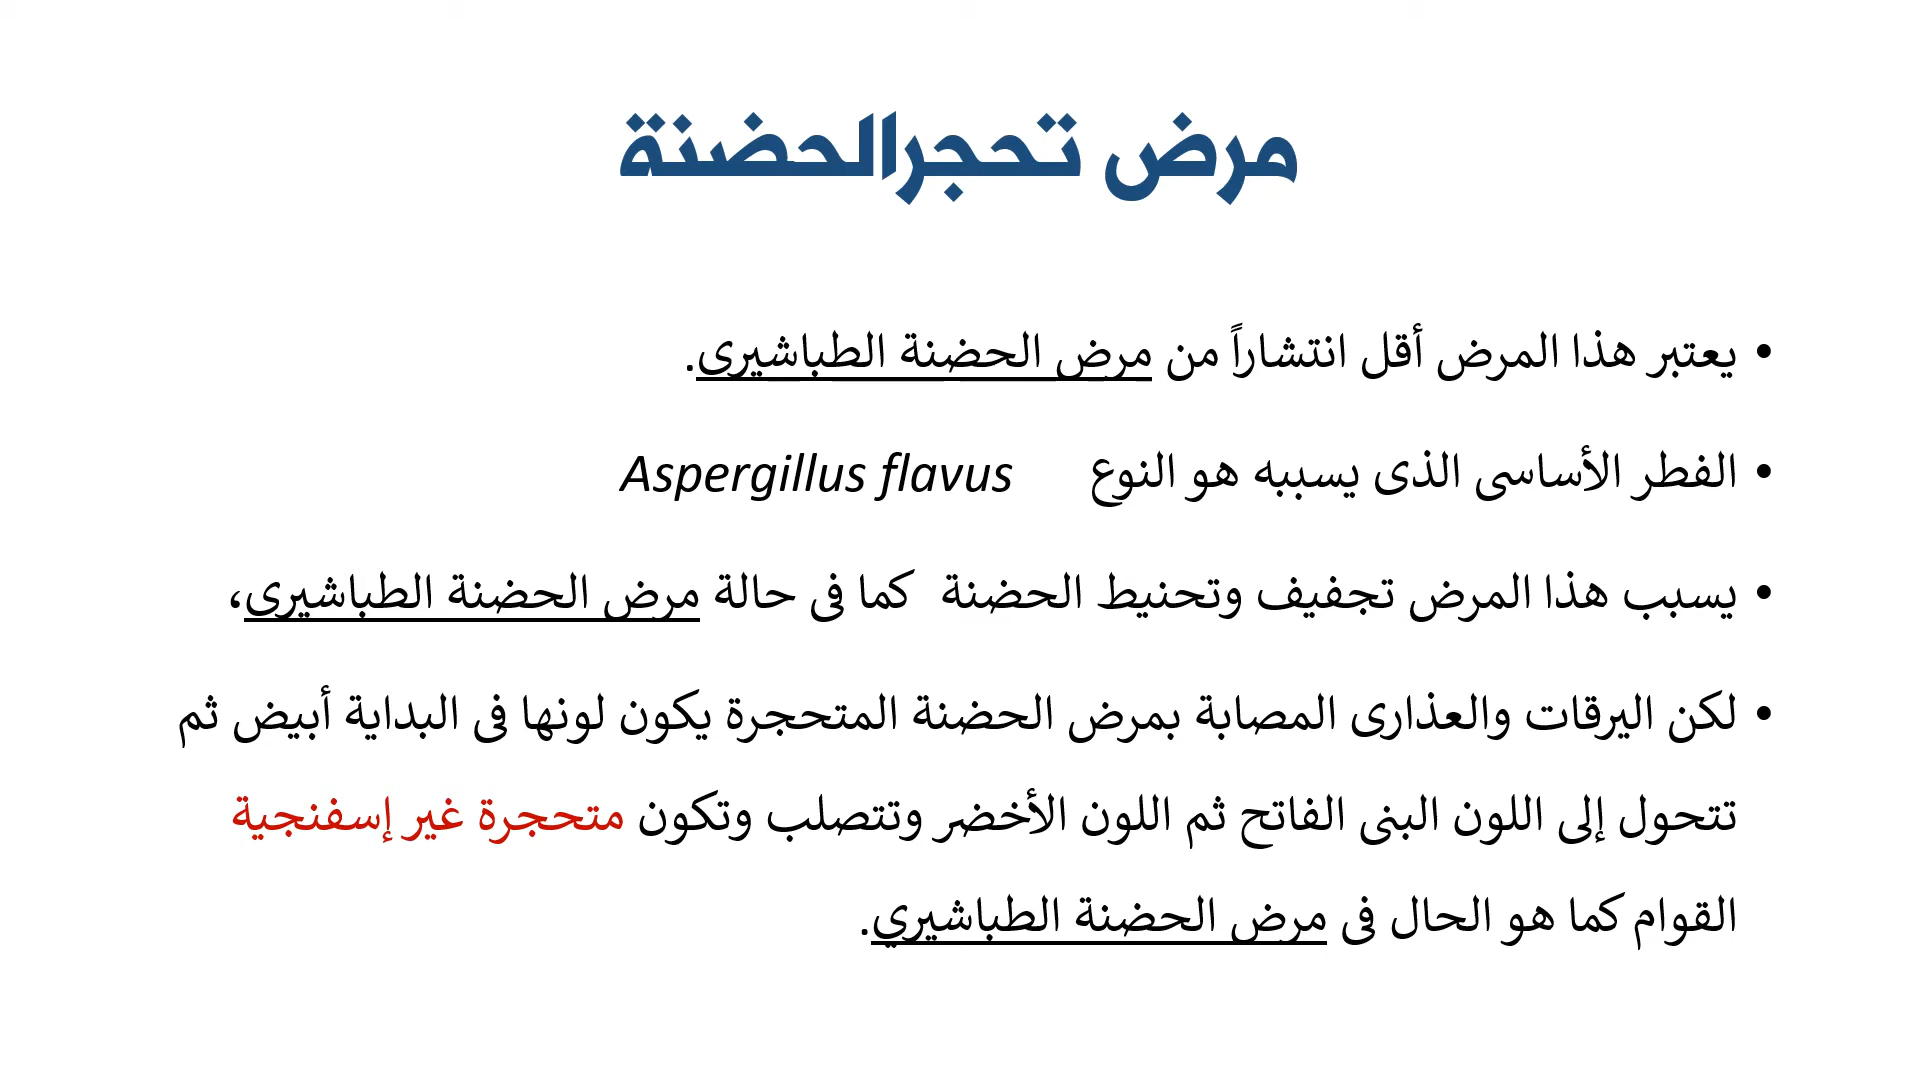 مرض تحجرالحضنة
• يعتبر هذا المرض أقل انتشاراً من مرض الحضنة الطباشيرى.
• الفطر الأساسى الذى يسببه هو النوع Aspergillus flavus
• يسبب هذا المرض تجفيف وتحنيط الحضنة كما فى حالة مرض الحضنة الطباشيرى،
• لكن اليرقات والعذارى المصابة بمرض الحضنة المتحجرة يكون لونها فى البداية أبيض ثم
تتحول إلى اللون البنى الفاتح ثم اللون الأخضر وتتصلب وتكون متحجرة غير إسفنجية
القوام كما هو الحال فى مرض الحضنة الطباشيري.